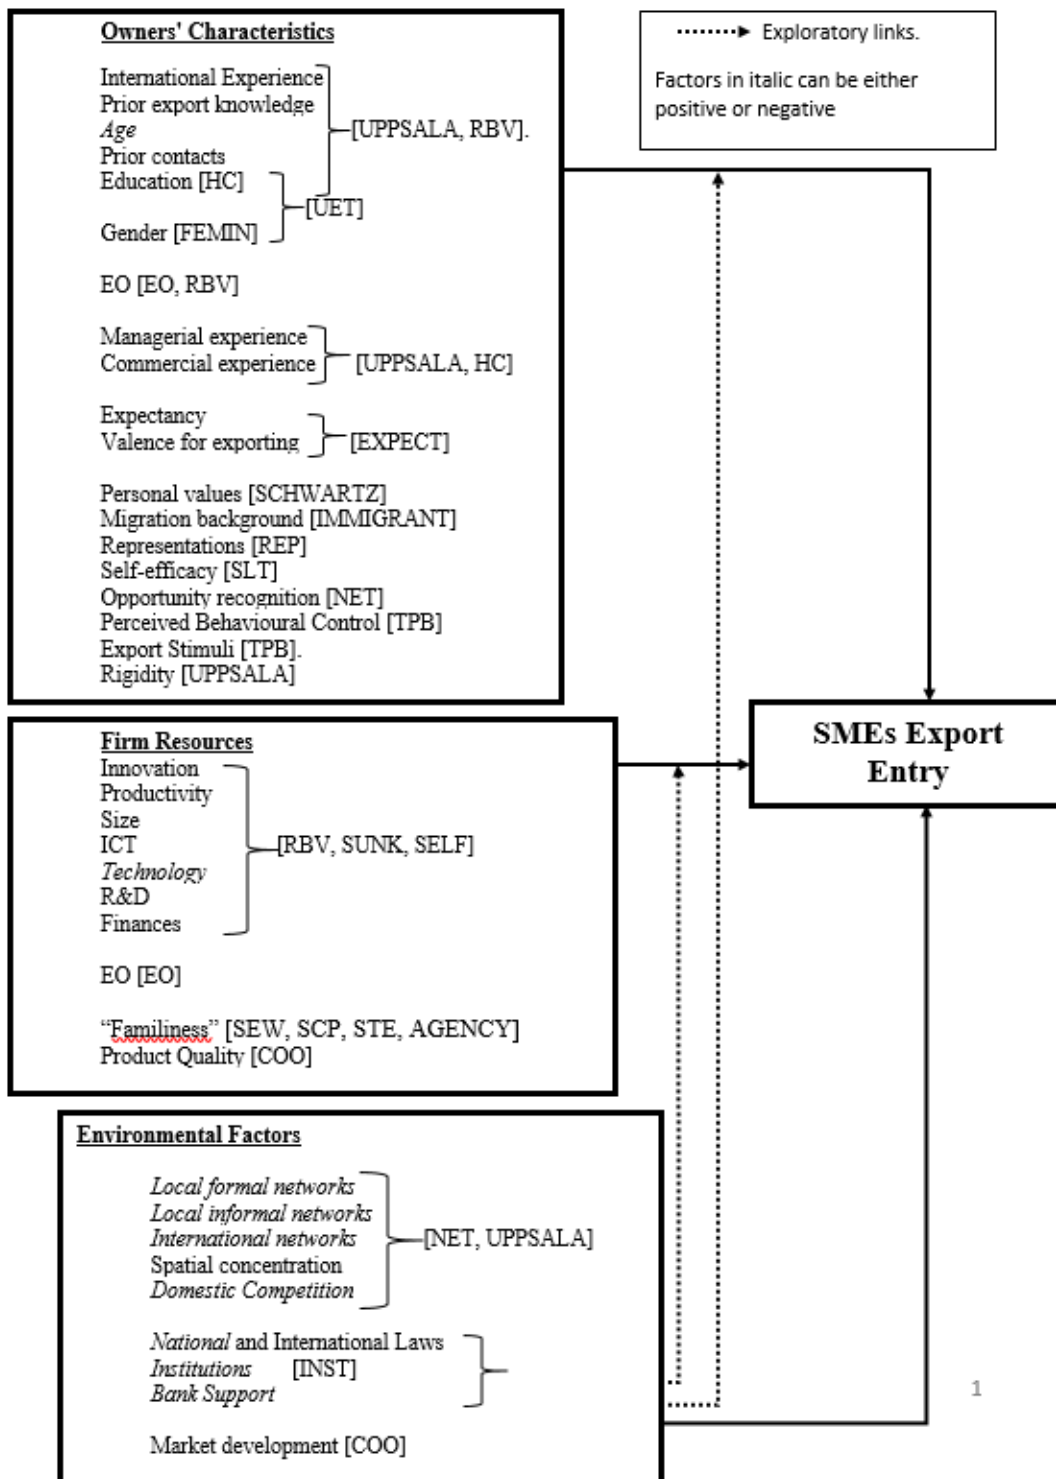 Owners' Characteristics
International Experience
Prior export knowledge
Age
Prior contacts
Education [HC]
Gender [FEMIN]
[UPPSALA, RBV].
[UET]
EO [EO, RBV]
Managerial experience
Commercial experience
[UPPSALA, HC]
Expectancy
Valence for exporting
[EXPECT]
Personal values [SCHWARTZ]
Migration background [IMMIGRANT]
Representations [REP]
Self-efficacy [SLT]
Opportunity recognition [NET]
Perceived Behavioural Control [TPB]
Export Stimuli [TPB].
Rigidity [UPPSALA]
Exploratory links.
Factors in italic can be either
positive or negative
Firm Resources
Innovation
Productivity
Size
ICT
Technology
R&D
Finances
[RBV, SUNK, SELF]
EO [EO]
“Familiness” [SEW, SCP, STE, AGENCY]
Product Quality [COO]
SMEs Export
Entry
Environmental Factors
Local formal networks
Local informal networks
International networks
Spatial concentration
Domestic Competition
[NET, UPPSALA]
National and International Laws
Institutions [INST]
Bank Support
Market development [COO]
1